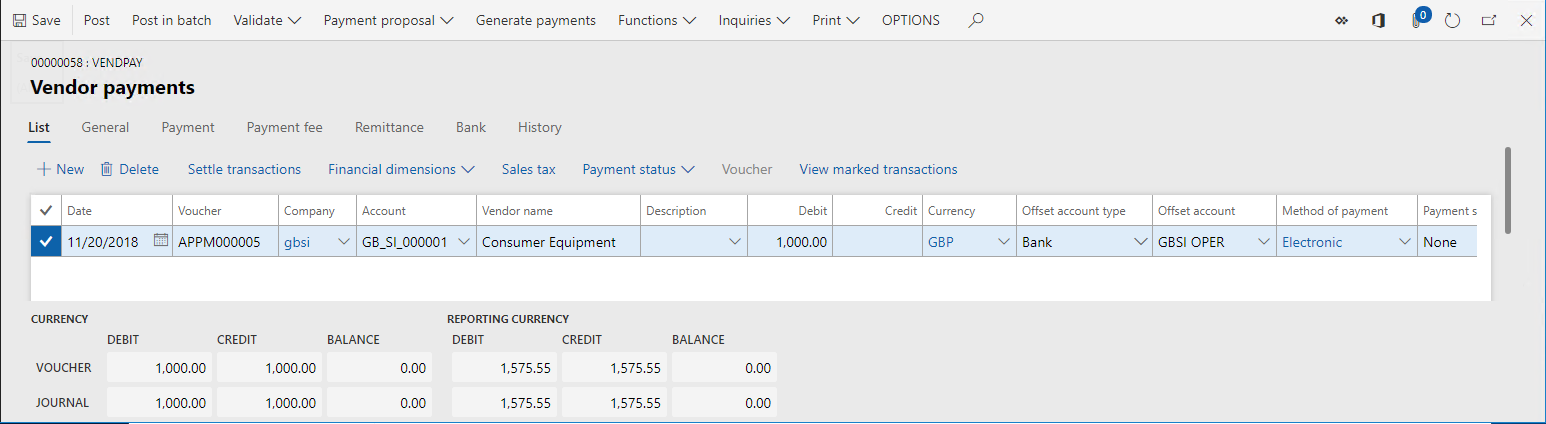 Save Post Post in batch Validate Payment proposal Generate payments Functions Inquiries Print OPTIONS 0
00000058 : VENDPAY
Vendor payments
List General Payment Payment fee Remittance Bank History
New Delete Settle transactions Financial dimensions Sales tax Payment status Voucher View marked transactions
Date Voucher Company Account Vendor name Description Debit Credit Currency Offset account type Offset account Method of payment Payment s
11/20/2018 APPM000005 gbsi GB_SI_000001 Consumer Equipment 1,000.00 GBP Bank GBSI OPER Electronic None
CURRENCY REPORTING CURRENCY
DEBIT CREDIT BALANCE DEBIT CREDIT BALANCE
VOUCHER 1,000.00 1,000.00 0.00 1,575.55 1,575.55 0.00
JOURNAL 1,000.00 1,000.00 0.00 1,575.55 1,575.55 0.00